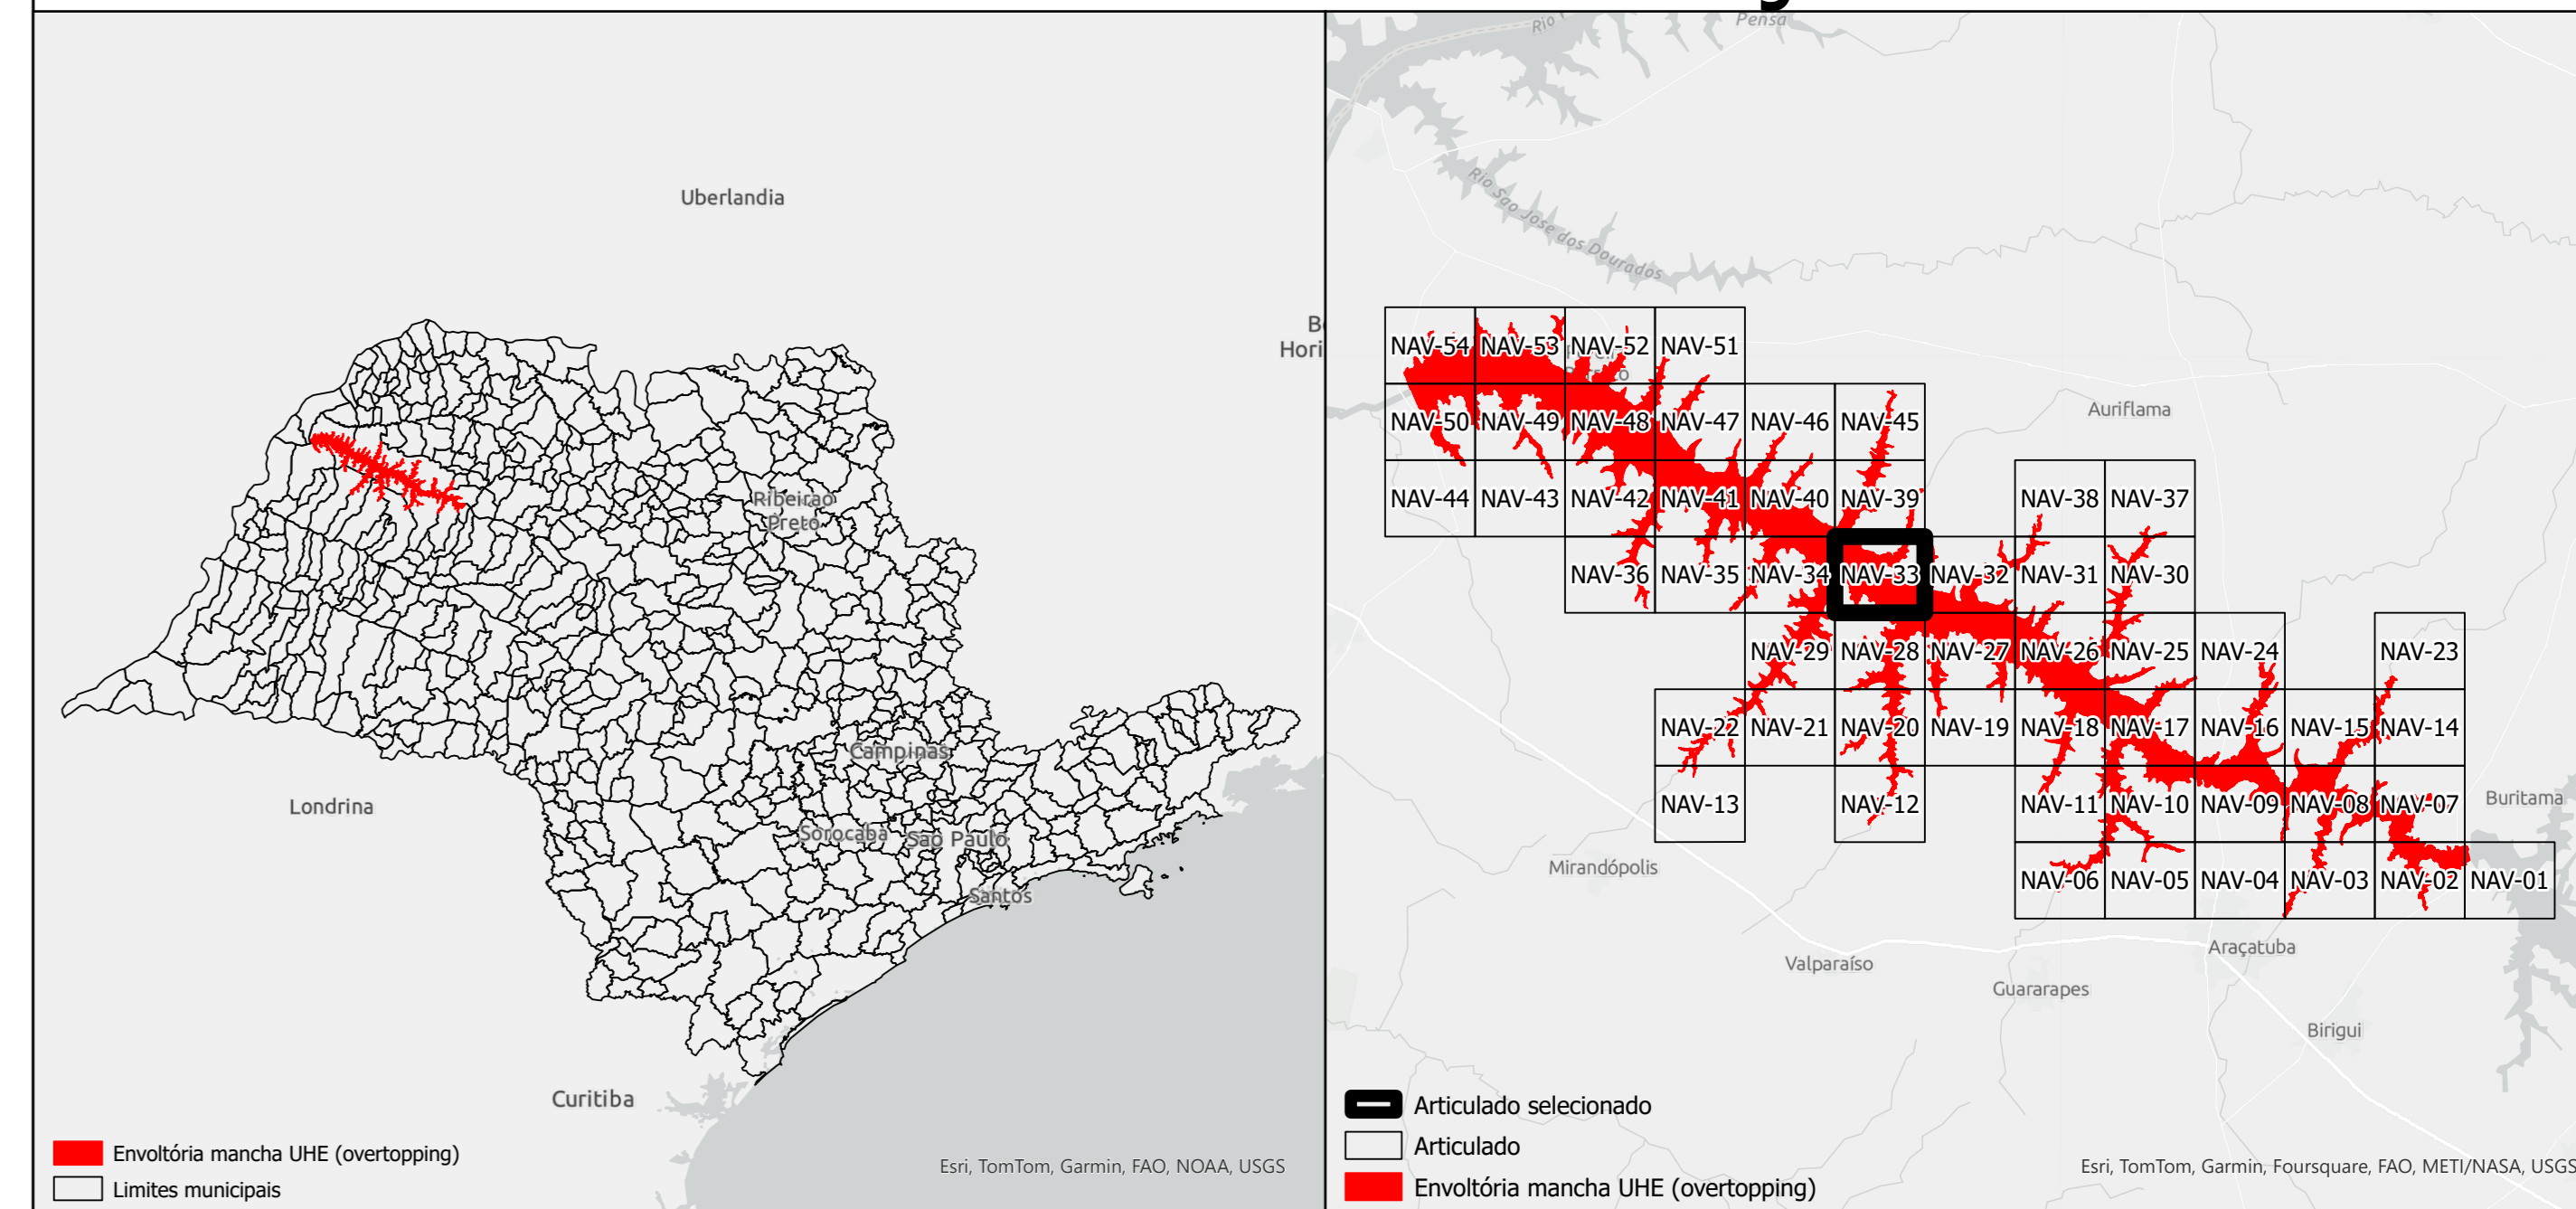 Uberlandia
Hori
Ribeirao
Preto
Campinas
Londrina
Sorocaba
Sao Paulo
Santos
Curitiba
Envoltória mancha UHE (overtopping)
Limites municipais
Esri, TomTom, Garmin, FAO, NOAA, USGS
Rio
Pensa
Rio Sao Jose dos Dourados
NAV-54 NAV-53 NAV-52 NAV-51
NAV-50 NAV-49 NAV-48 NAV-47 NAV-46 NAV-45
Auriflama
NAV-44 NAV-43 NAV-42 NAV-41 NAV-40 NAV-39 NAV-38 NAV-37
NAV-36 NAV-35 NAV-34 NAV-33 NAV-32 NAV-31 NAV-30
NAV-29 NAV-28 NAV-27 NAV-26 NAV-25 NAV-24 NAV-23
NAV-22 NAV-21 NAV-20 NAV-19 NAV-18 NAV-17 NAV-16 NAV-15 NAV-14
NAV-13 NAV-12 NAV-11 NAV-10 NAV-09 NAV-08 NAV-07
Buritama
Mirandópolis
NAV-06 NAV-05 NAV-04 NAV-03 NAV-02 NAV-01
Araçatuba
Valparaíso
Guararapes
Birigui
Articulado selecionado
Articulado
Envoltória mancha UHE (overtopping)
Esri, TomTom, Garmin, Foursquare, FAO, METI/NASA, USGS